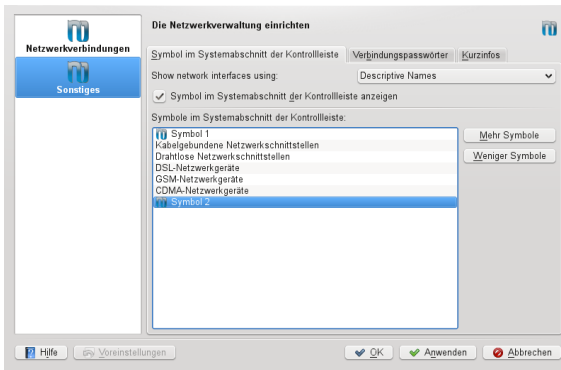 Netzwerkverbindungen
Sonstiges
Die Netzwerkverwaltung einrichten
Symbol im Systemabschnitt der Kontrollleiste
Verbindungspasswörter
Kurzinfos
Show network interfaces using:
Descriptive Names
Symbol im Systemabschnitt der Kontrollleiste anzeigen
Symbole im Systemabschnitt der Kontrollleiste:
Symbol 1
Kabelgebundene Netzwerkschnittstellen
Drahtlose Netzwerkschnittstellen
DSL-Netzwerkgeräte
GSM-Netzwerkgeräte
CDMA-Netzwerkgeräte
Symbol 2
Mehr Symbole
Weniger Symbole
Hilfe
Voreinstellungen
OK
Anwenden
Abbrechen